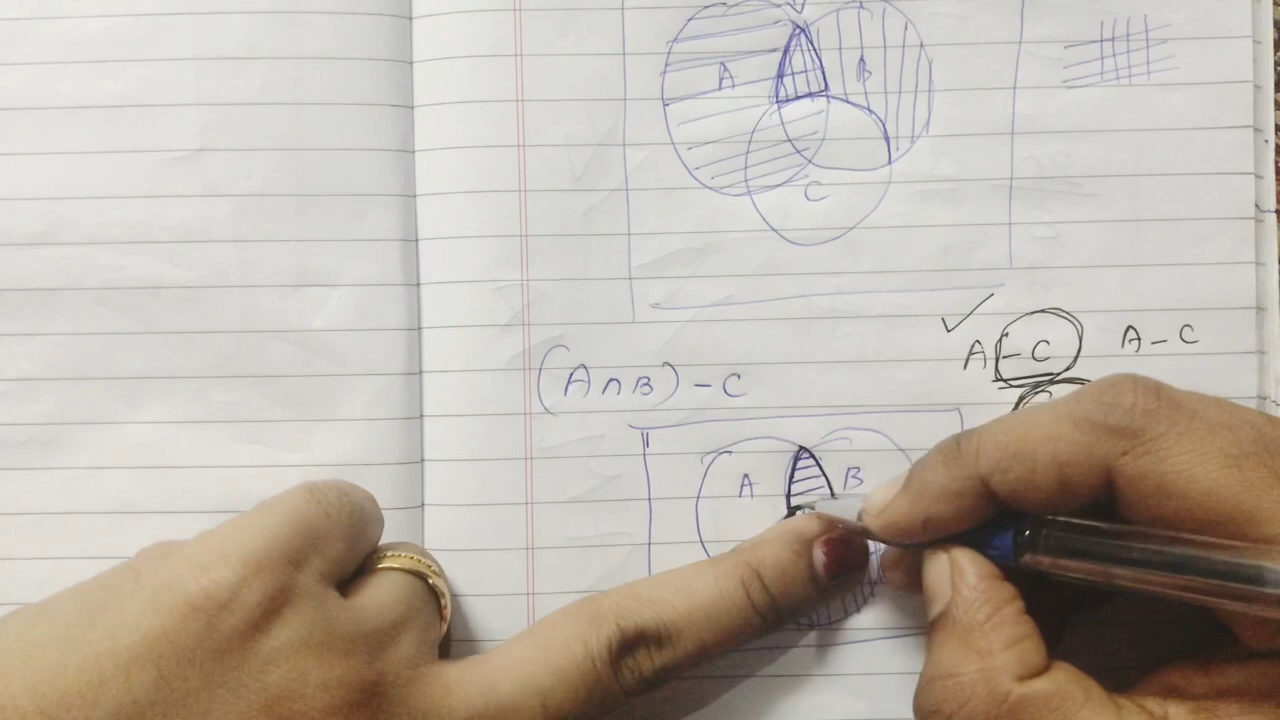 A B
C
A - C A - C
(A∩B) - C
A B